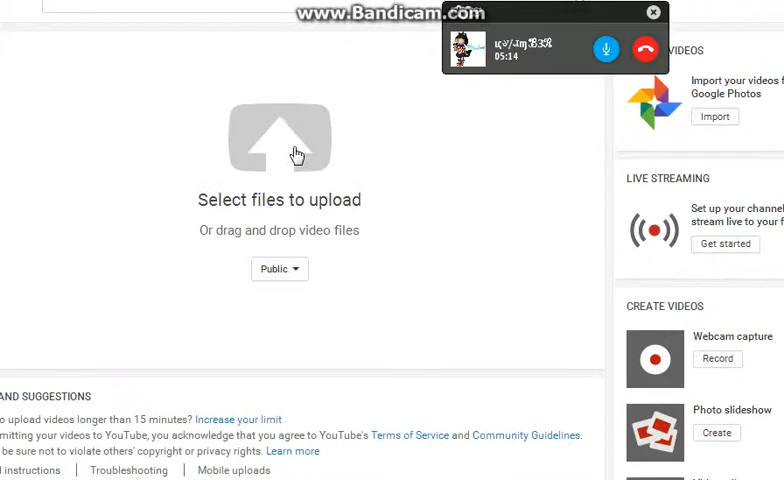 www.Bandicam.com
05:14
VIDEOS
Import your videos f
Google Photos
Import
Select files to upload
Or drag and drop video files
Public
LIVE STREAMING
Set up your channel
stream live to your f
Get started
CREATE VIDEOS
Webcam capture
Record
Photo slideshow
Create
AND SUGGESTIONS
to upload videos longer than 15 minutes? Increase your limit
mitting your videos to YouTube, you acknowledge that you agree to YouTube's Terms of Service and Community Guidelines.
be sure not to violate others' copyright or privacy rights. Learn more
instructions
Troubleshooting
Mobile uploads